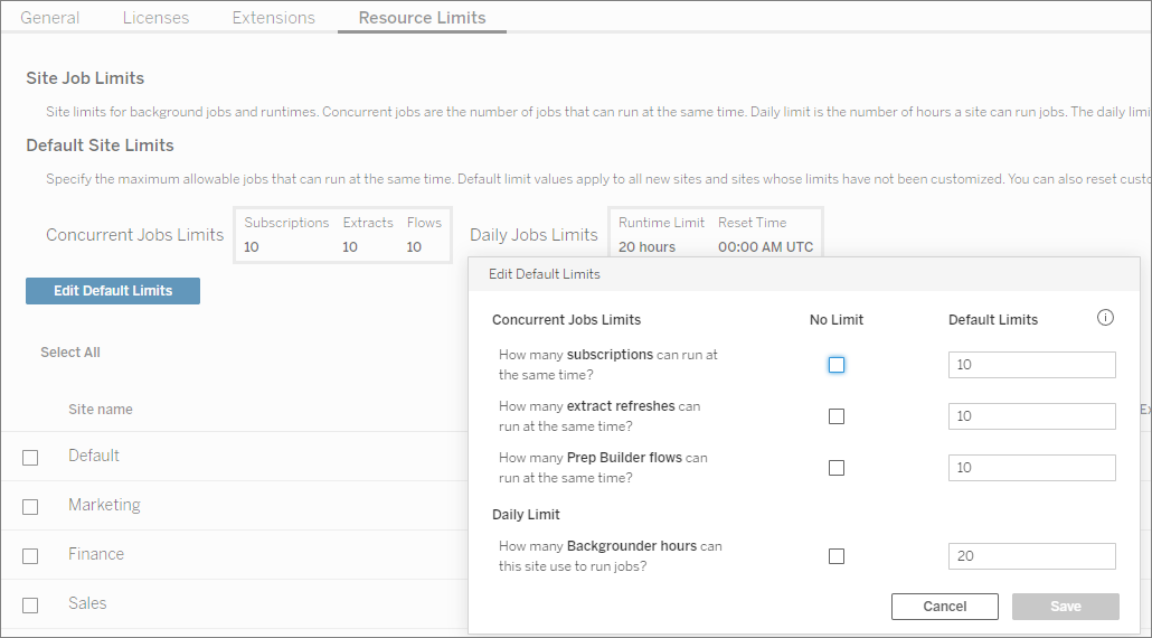 General Licenses Extensions Resource Limits
Site Job Limits
Site limits for background jobs and runtimes. Concurrent jobs are the number of jobs that can run at the same time. Daily limit is the number of hours a site can run jobs. The daily limi
Default Site Limits
Specify the maximum allowable jobs that can run at the same time. Default limit values apply to all new sites and sites whose limits have not been customized. You can also reset custo
Concurrent Jobs Limits
Subscriptions Extracts Flows
10 10 10
Daily Jobs Limits
Runtime Limit Reset Time
20 hours 00:00 AM UTC
Edit Default Limits
Select All
Site name
Default
Marketing
Finance
Sales
Edit Default Limits
Concurrent Jobs Limits No Limit Default Limits
How many subscriptions can run at
the same time?
10
How many extract refreshes can
run at the same time?
10
How many Prep Builder flows can
run at the same time?
10
Daily Limit
How many Backgrounder hours can
this site use to run jobs?
20
Cancel Save
Ex